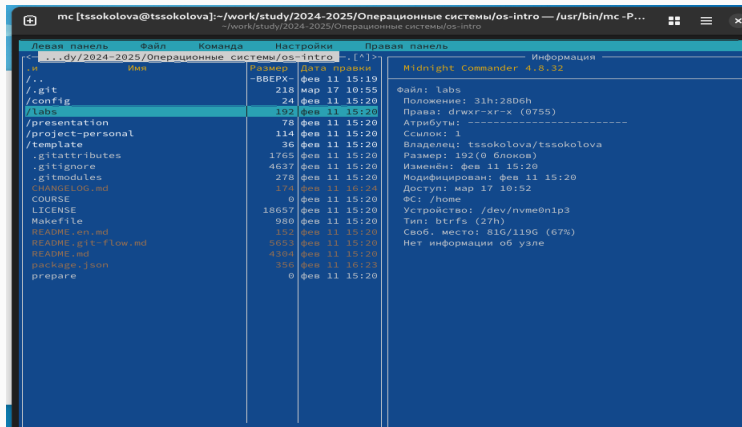 mc [tssokolova@tssokolova]:~/work/study/2024-2025/Операционные системы/os-intro — /usr/bin/mc -P...
~/work/study/2024-2025/Операционные системы/os-intro
Левая панель Файл Команда Настройки Правая панель
<— ...dy/2024-2025/Операционные системы/os-intro —.[^]>
.и Имя Размер Дата правки
/.. -ВВЕРХ- фев 11 15:19
/.git 218 мар 17 10:55
/config 24 фев 11 15:20
/labs 192 фев 11 15:20
/presentation 78 фев 11 15:20
/project-personal 114 фев 11 15:20
/template 36 фев 11 15:20
.gitattributes 1765 фев 11 15:20
.gitignore 4637 фев 11 15:20
.gitmodules 278 фев 11 15:20
CHANGELOG.md 174 фев 11 16:24
COURSE 0 фев 11 15:20
LICENSE 18657 фев 11 15:20
Makefile 980 фев 11 15:20
README.en.md 152 фев 11 15:20
README.git-flow.md 5653 фев 11 15:20
README.md 4304 фев 11 15:20
package.json 356 фев 11 16:23
prepare 0 фев 11 15:20
Информация
Midnight Commander 4.8.32
Файл: labs
Положение: 31h:28D6h
Права: drwxr-xr-x (0755)
Атрибуты: -------------------------
Ссылок: 1
Владелец: tssokolova/tssokolova
Размер: 192(0 блоков)
Изменён: фев 11 15:20
Модифицирован: фев 11 15:20
Доступ: мар 17 10:52
ФС: /home
Устройство: /dev/nvme0n1p3
Тип: btrfs (27h)
Своб. место: 81G/119G (67%)
Нет информации об узле